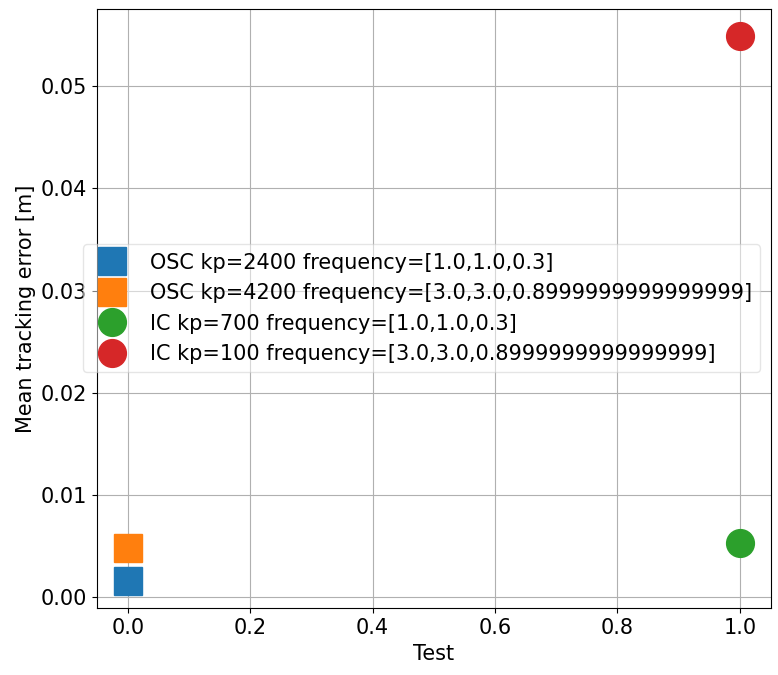 0.05
0.04
Mean tracking error [m]
OSC kp=2400 frequency=[1.0,1.0,0.3]
0.03
OSC kp=4200 frequency=[3.0,3.0,0.8999999999999999]
IC kp=700 frequency=[1.0,1.0,0.3]
IC kp=100 frequency=[3.0,3.0,0.8999999999999999]
0.02
0.01
0.00
0.0 0.2 0.4 0.6 0.8 1.0
Test